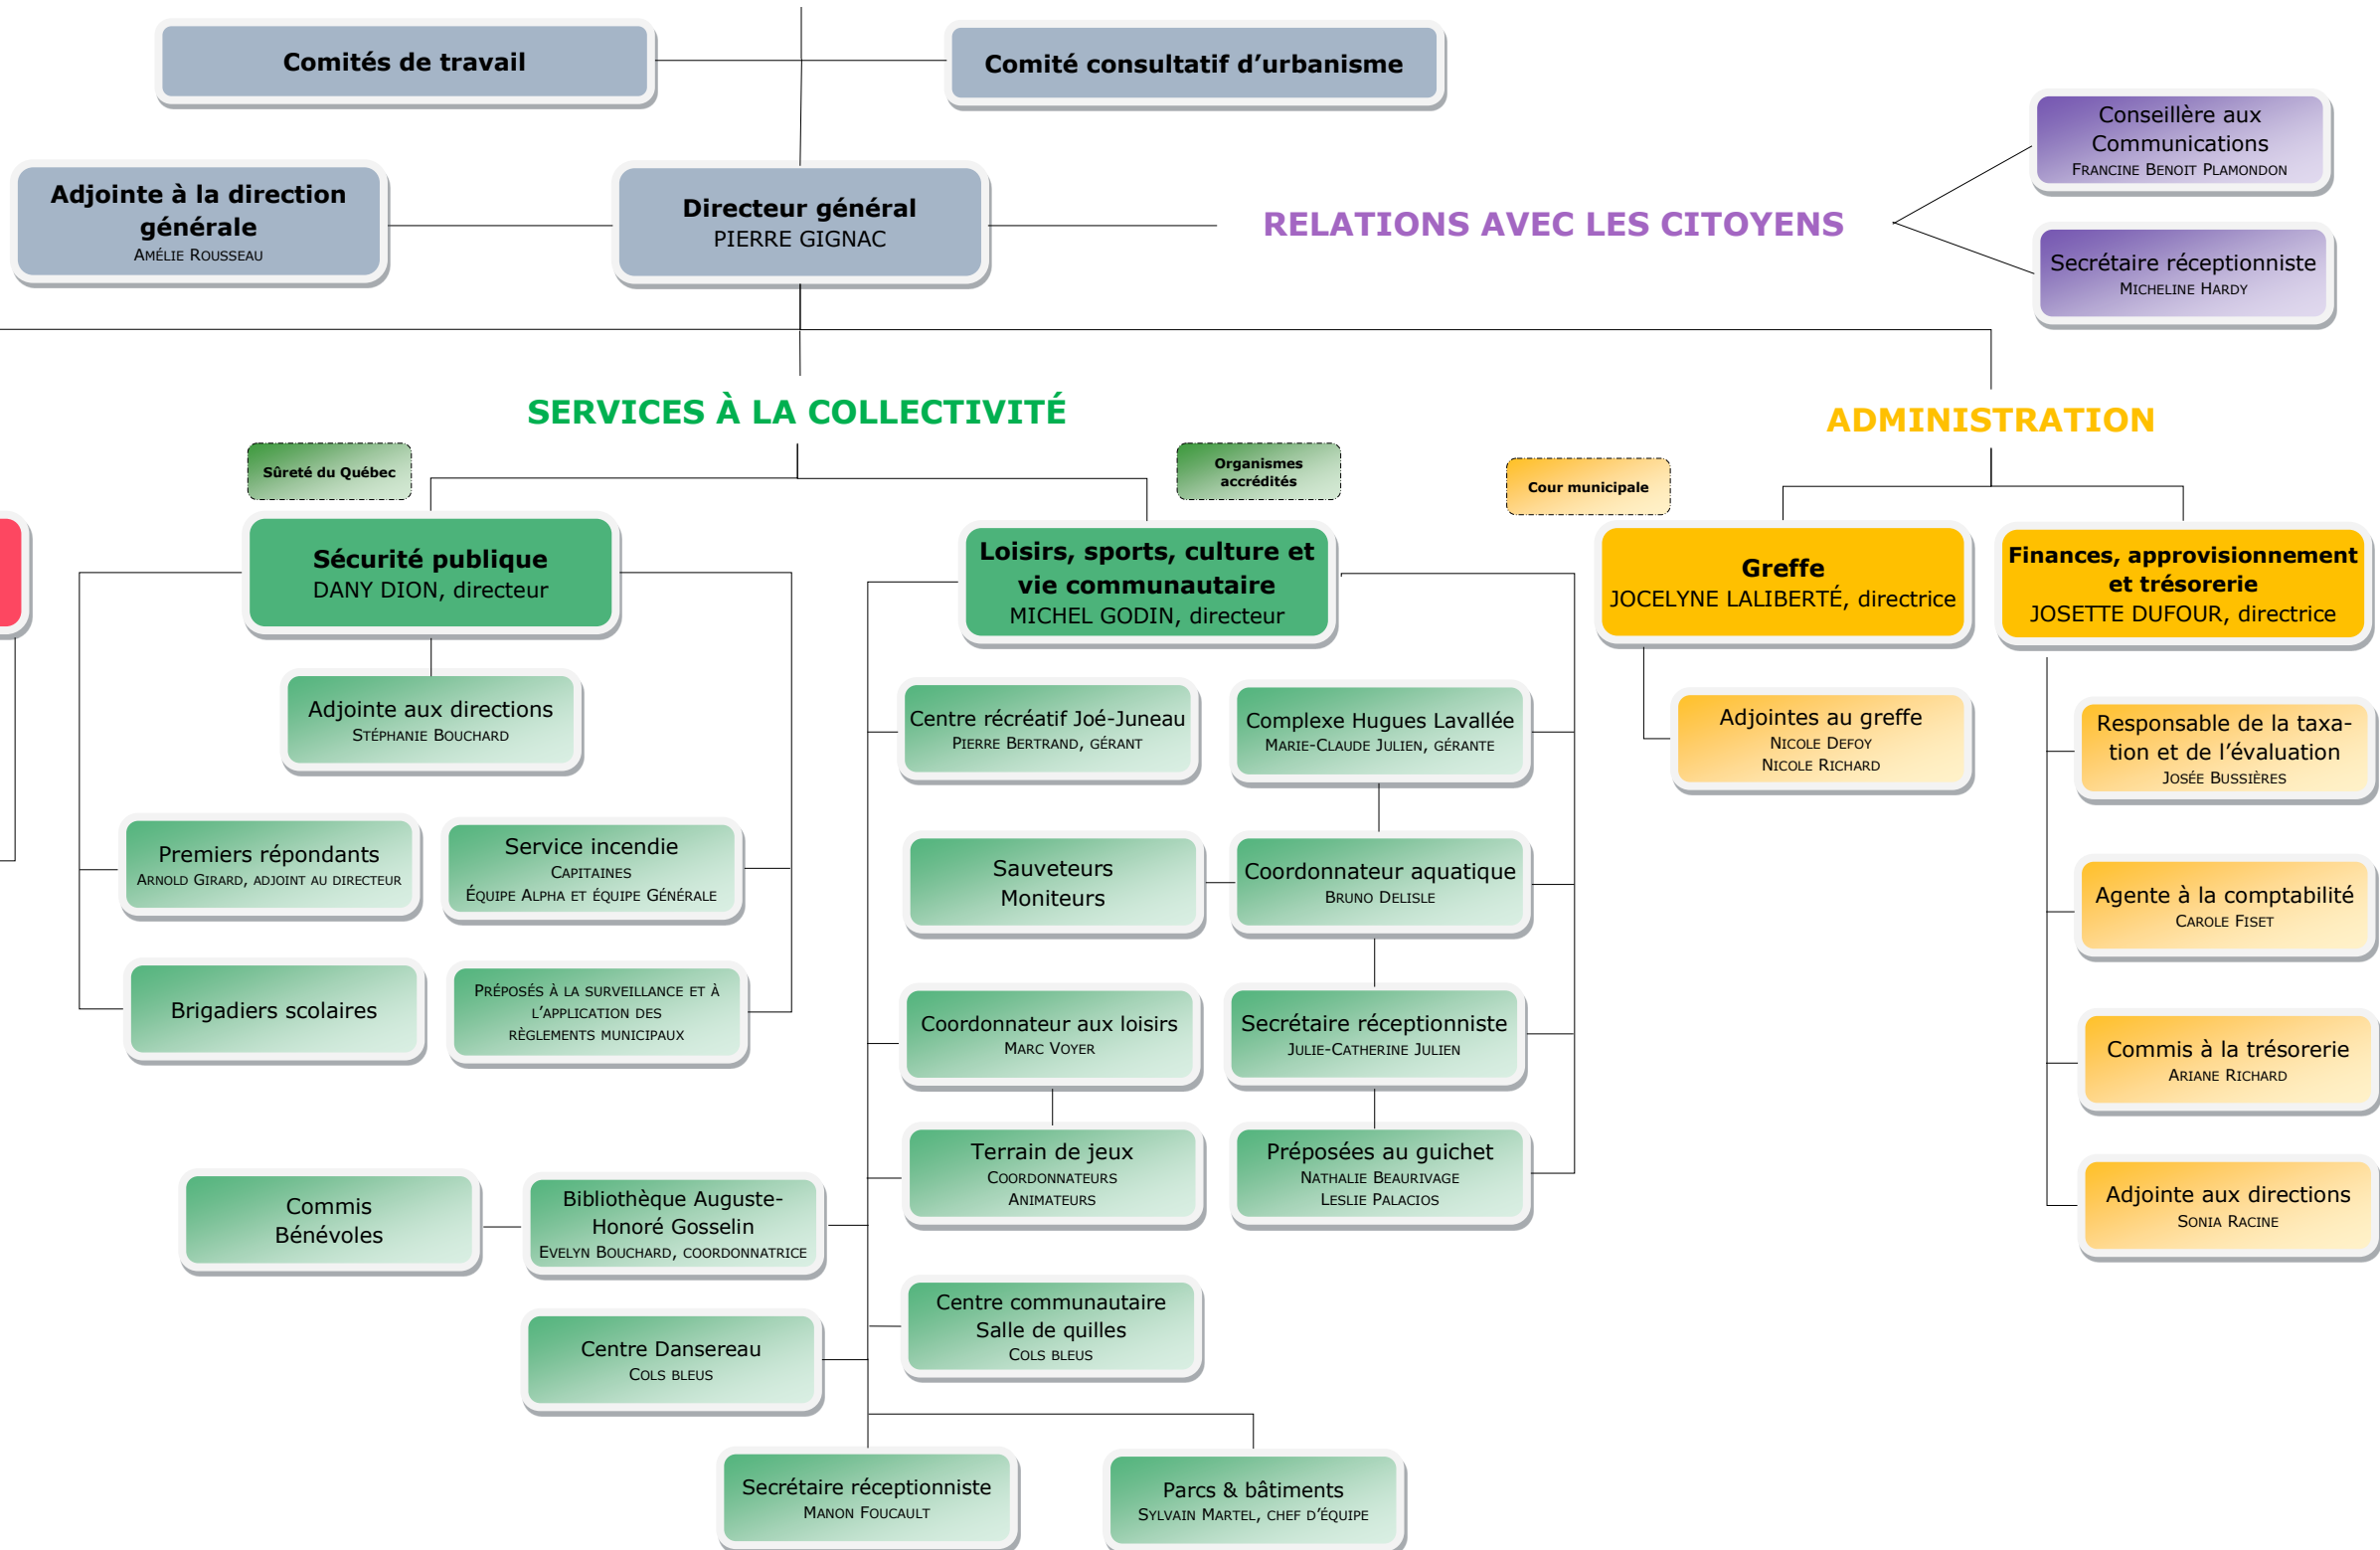 Comités de travail
Comité consultatif d’urbanisme
Conseillère aux
Communications
Francine Benoit Plamondon
Adjointe à la direction
générale
Amélie Rousseau
Directeur général
PIERRE GIGNAC
RELATIONS AVEC LES CITOYENS
Secrétaire réceptionniste
Micheline Hardy
SERVICES À LA COLLECTIVITÉ
ADMINISTRATION
Sûreté du Québec
Organismes
accrédités
Cour municipale
Sécurité publique
DANY DION, directeur
Loisirs, sports, culture et
vie communautaire
MICHEL GODIN, directeur
Greffe
JOCELYNE LALIBERTÉ, directrice
Finances, approvisionnement
et trésorerie
JOSETTE DUFOUR, directrice
Adjointe aux directions
Stéphanie Bouchard
Centre récréatif Joé-Juneau
Pierre Bertrand, gérant
Complexe Hugues Lavallée
Marie-Claude Julien, gérante
Adjointes au greffe
Nicole Defoy
Nicole Richard
Responsable de la taxa-
tion et de l’évaluation
Josée Bussières
Premiers répondants
Arnold Girard, adjoint au directeur
Service incendie
Capitaines
Équipe Alpha et équipe Générale
Sauveteurs
Moniteurs
Coordonnateur aquatique
Bruno Delisle
Agente à la comptabilité
Carole Fiset
Brigadiers scolaires
Préposés à la surveillance et à
l’application des
règlements municipaux
Coordonnateur aux loisirs
Marc Voyer
Secrétaire réceptionniste
Julie-Catherine Julien
Commis à la trésorerie
Ariane Richard
Commis
Bénévoles
Bibliothèque Auguste-
Honoré Gosselin
Evelyn Bouchard, coordonnatrice
Terrain de jeux
Coordonnateurs
Animateurs
Préposées au guichet
Nathalie Beaurivage
Leslie Palacios
Adjointe aux directions
Sonia Racine
Centre Dansereau
Cols bleus
Centre communautaire
Salle de quilles
Cols bleus
Secrétaire réceptionniste
Manon Foucault
Parcs & bâtiments
Sylvain Martel, chef d’équipe